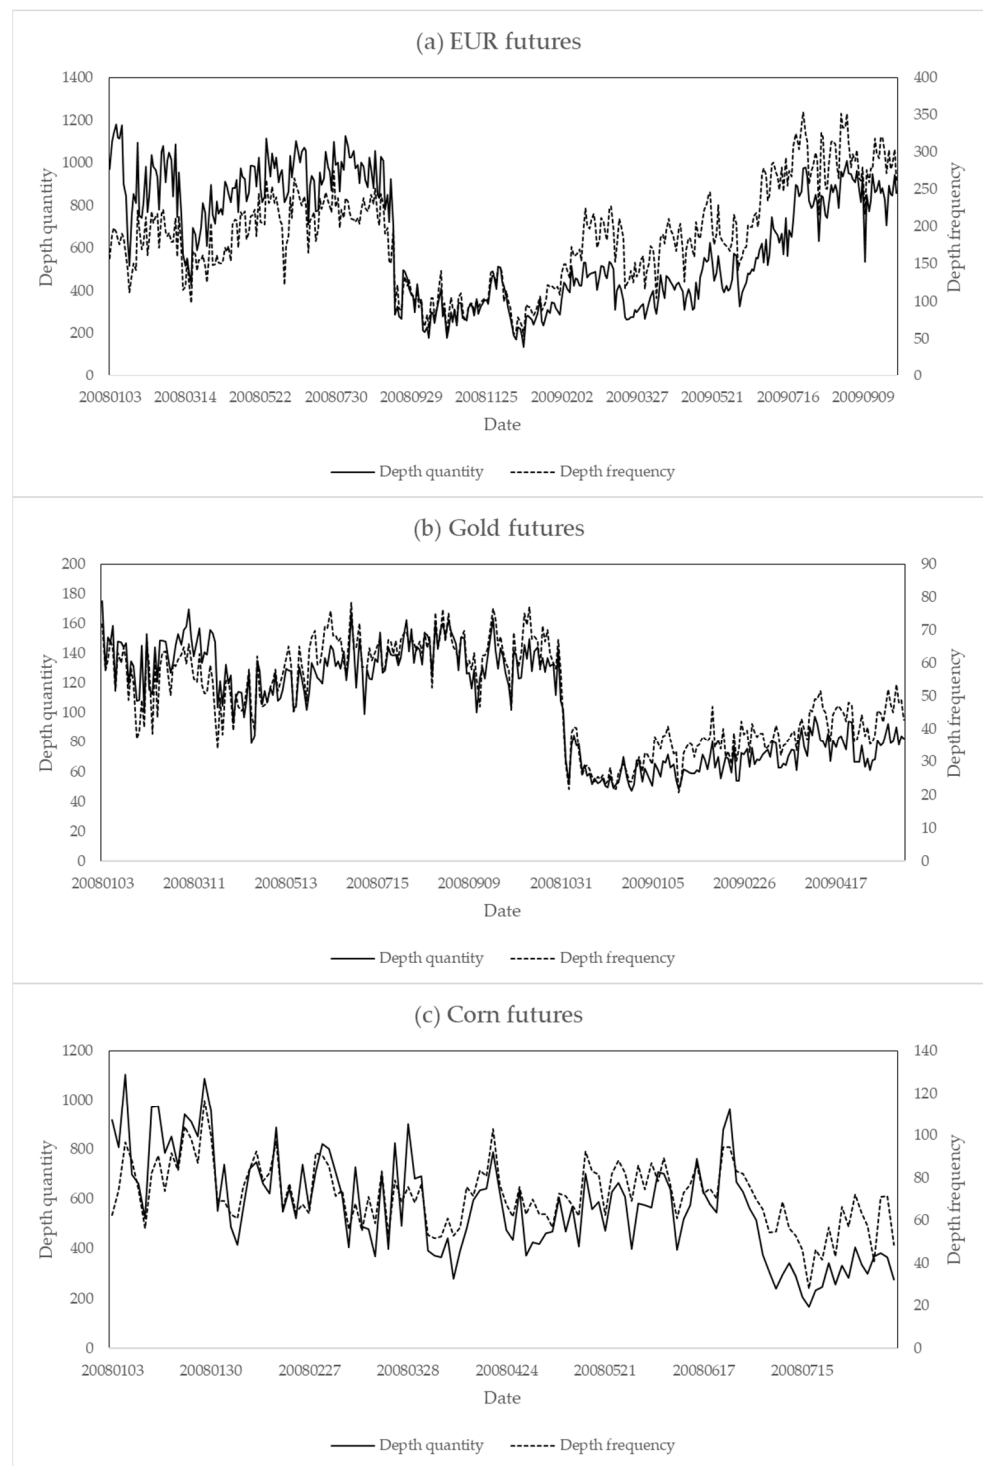 (a) EUR futures
1400 400
1200 350
1000 300
800 250
600 200
400 150
200 100
0 50
0
Depth quantity
Depth frequency
20080103 20080314 20080522 20080730 20080929 20081125 20090202 20090327 20090521 20090716 20090909
Date
Depth quantity Depth frequency
(b) Gold futures
200 90
180 80
160 70
140 60
120 50
100 40
80 30
60 20
40 10
20 0
0
Depth quantity
Depth frequency
20080103 20080311 20080513 20080715 20080909 20081031 20090105 20090226 20090417
Date
Depth quantity Depth frequency
(c) Corn futures
1200 140
1000 120
800 100
600 80
400 60
200 40
0 20
0
Depth quantity
Depth frequency
20080103 20080130 20080227 20080328 20080424 20080521 20080617 20080715
Date
Depth quantity Depth frequency